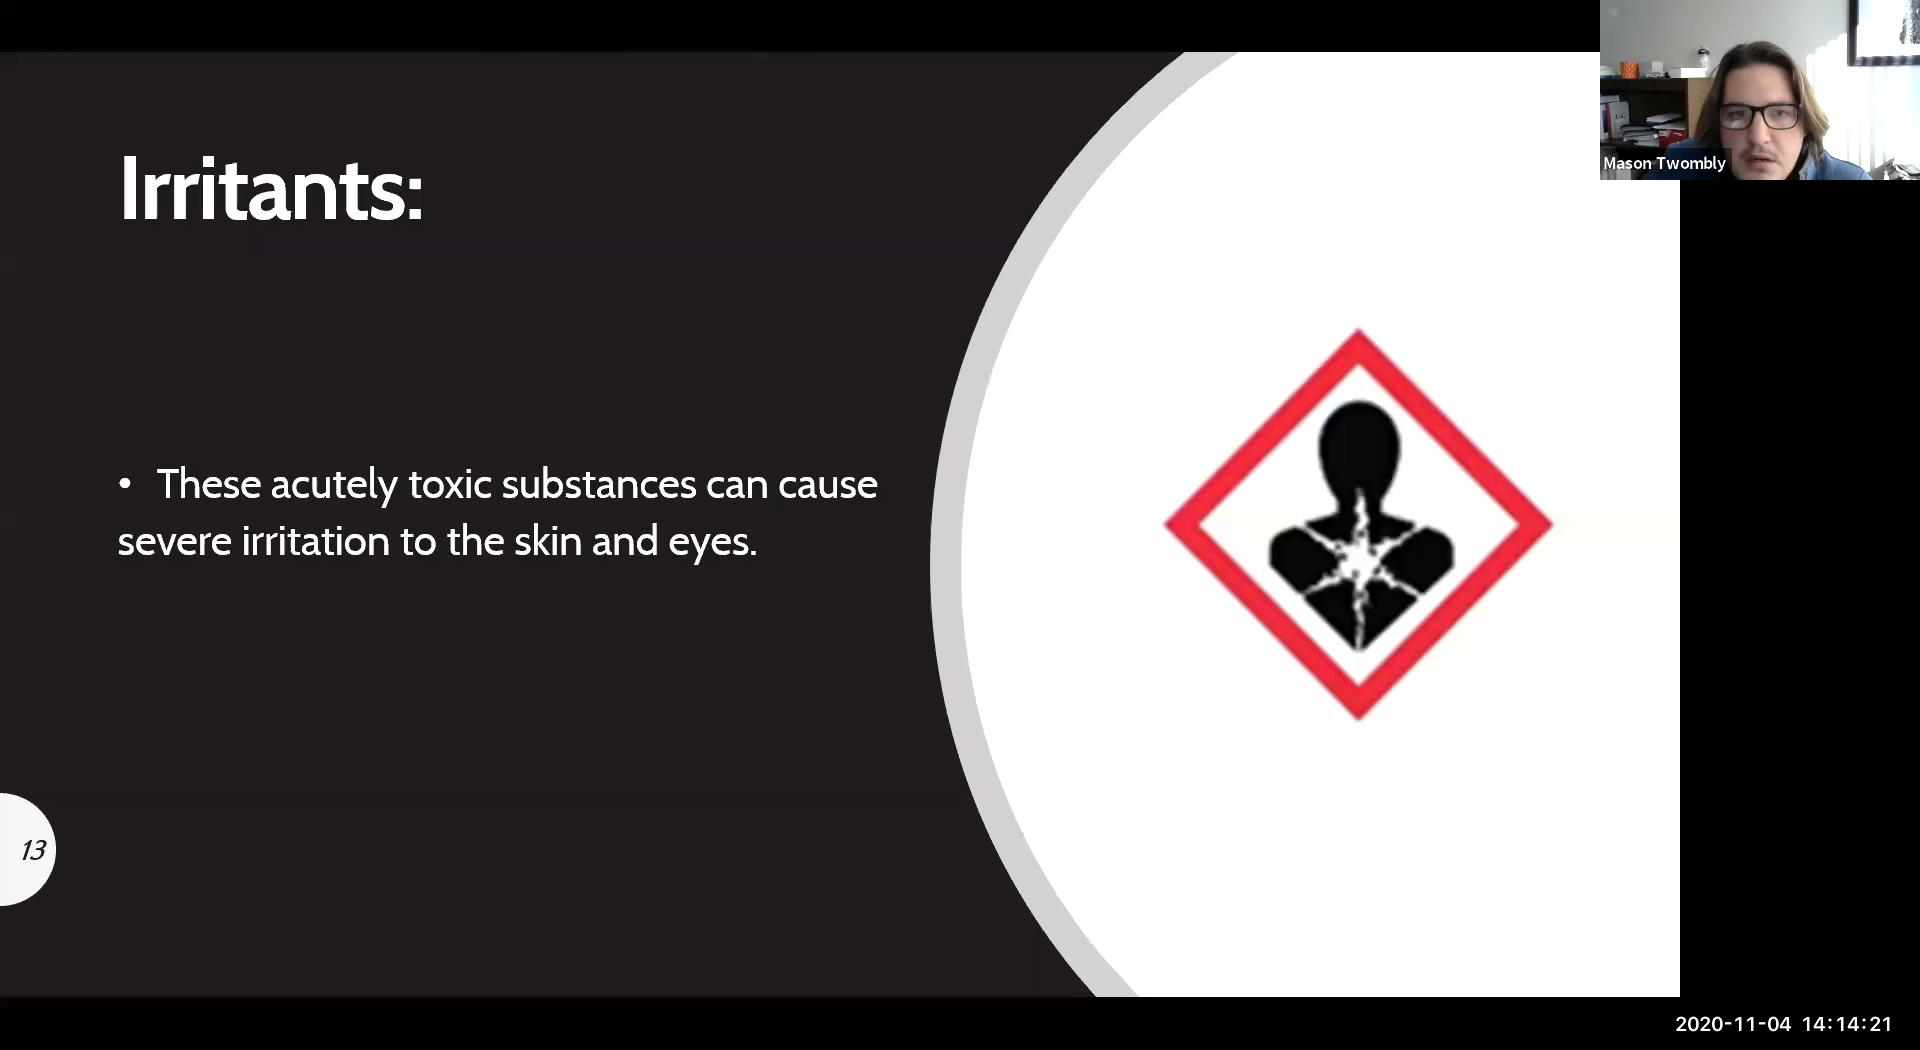 Irritants:
• These acutely toxic substances can cause
severe irritation to the skin and eyes.
13
Mason Twombly
2020-11-04 14:14:21